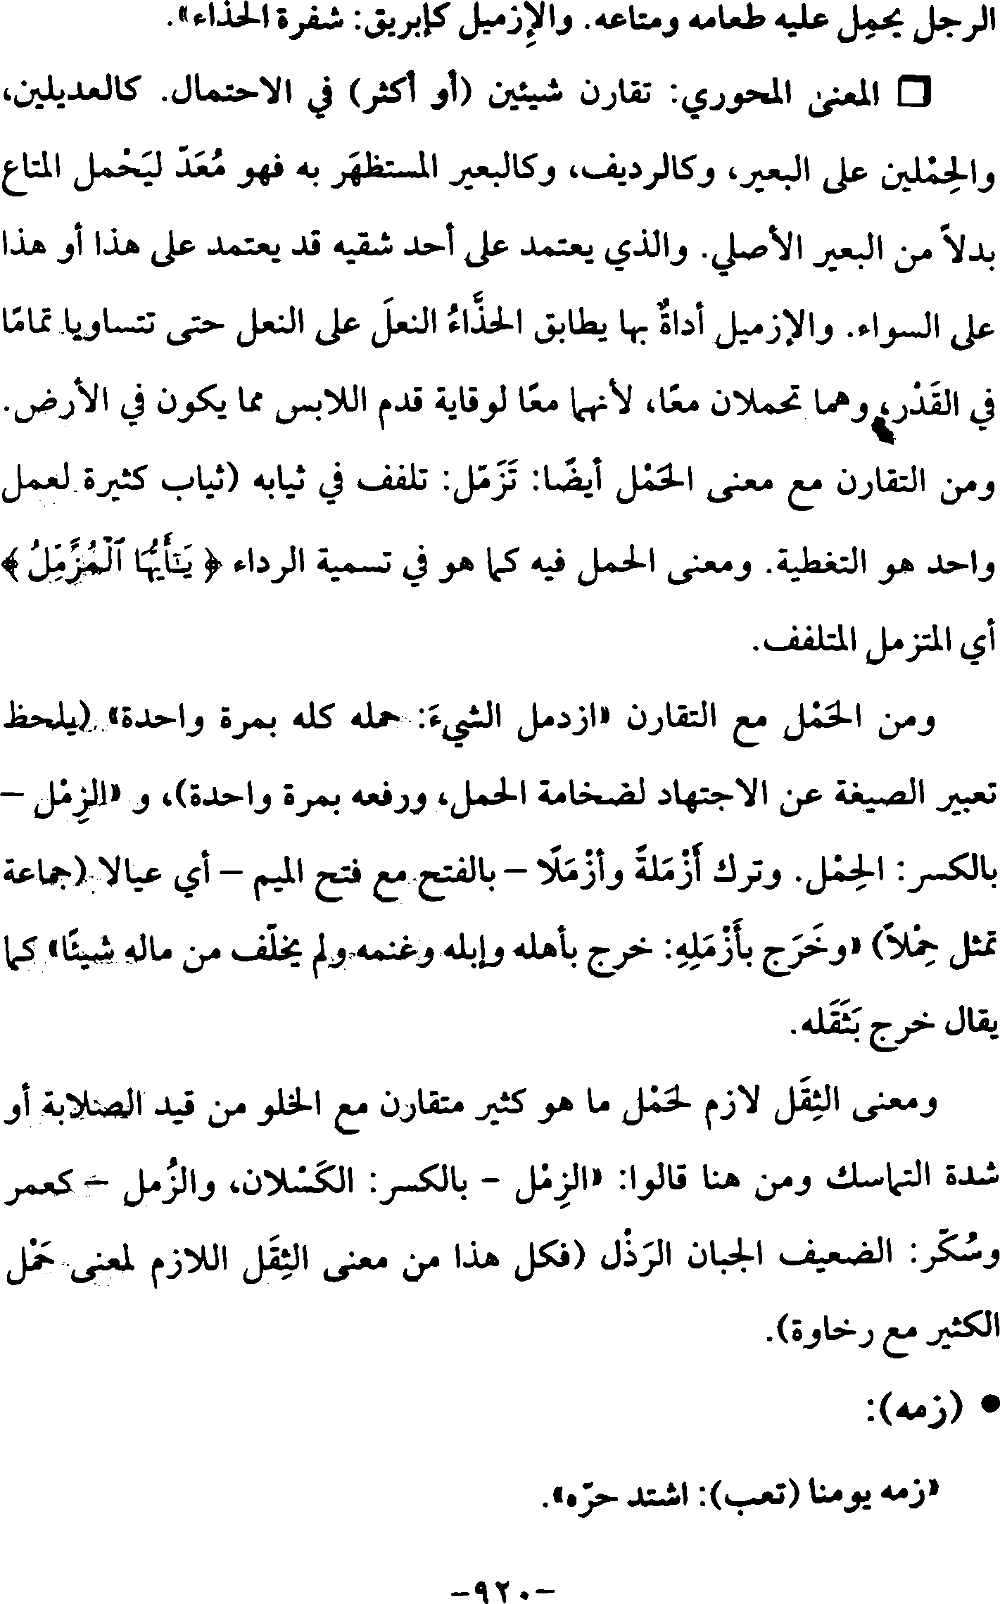 الرجل يحمِل عليه طعامه ومتاعه. والإِزميل كإبريق: شفرة الحذاء».
□ المعنى المحوري: تقارن شيئين (أو أكثر) في الاحتمال. كالعديلين،
والحِمْلين على البعير، وكالرديف، وكالبعير المستظهَر به فهو مُعَدّ ليَحْمل المتاع
بدلاً من البعير الأصلي. والذي يعتمد على أحد شقيه قد يعتمد على هذا أو هذا
على السواء. والإزميل أداةٌ بها يطابق الحذَّاءُ النعلَ على النعل حتى تتساويا تمامًا
في القَدْر، وهما تحملان معًا، لأنهما معًا لوقاية قدم اللابس مما يكون في الأرض.
ومن التقارن مع معنى الحَمْل أيضًا: تَزَمّل: تلفف في ثيابه (ثياب كثيرة لعمل
واحد هو التغطية. ومعنى الحمل فيه كما هو في تسمية الرداء ﴿ يَـٰٓأَيُّهَا ٱلْمُزَّمِّلُ ﴾
أي المتزمل المتلفف.
ومن الحَمْل مع التقارن «ازدمل الشيءَ: حمله كله بمرة واحدة» (يلحظ
تعبير الصيغة عن الاجتهاد لضخامة الحمل، ورفعه بمرة واحدة)، و «الزِمْل –
بالكسر: الحِمْل. وترك أَزْمَلةً وأزْمَلًا – بالفتح مع فتح الميم – أي عيالا (جماعة
تمثل حِمْلاً) «وخَرَج بأَزْمَلِهِ: خرج بأهله وإبله وغنمه ولم يخلّف من ماله شيئًا» كما
يقال خرج بَثَقَله.
ومعنى الثِقَل لازم لحَمْل ما هو كثير متقارن مع الخلو من قيد الصلابة أو
شدة التماسك ومن هنا قالوا: «الزِمْل – بالكسر: الكَسْلان، والزُمل – كعمر
وسُكّر: الضعيف الجبان الرَذْل (فكل هذا من معنى الثِقَل اللازم لمعنى حَمْل
الكثير مع رخاوة).
• (زمه):
«زمه يومنا (تعب): اشتد حرّه».
–٩٢٠–